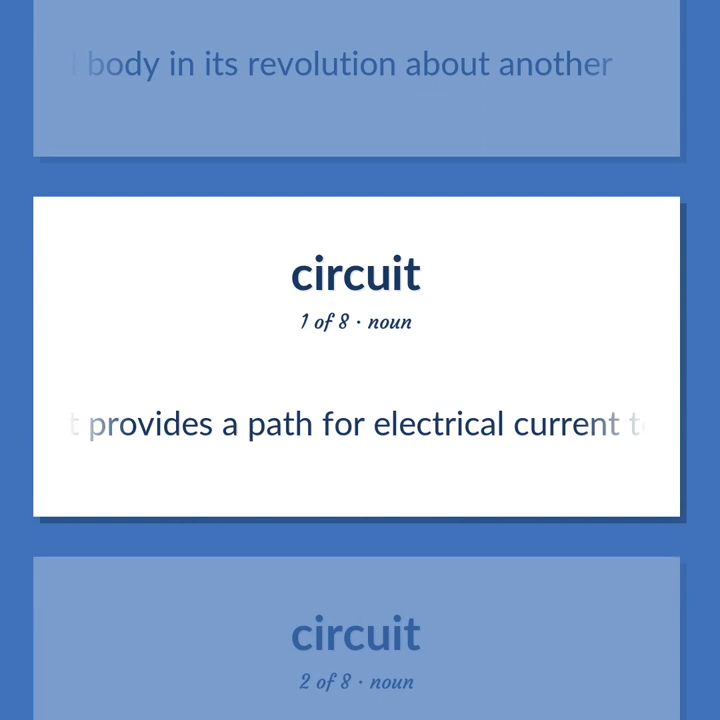 body in its revolution about another
circuit
1 of 8 · noun
provides a path for electrical current
circuit
2 of 8 · noun